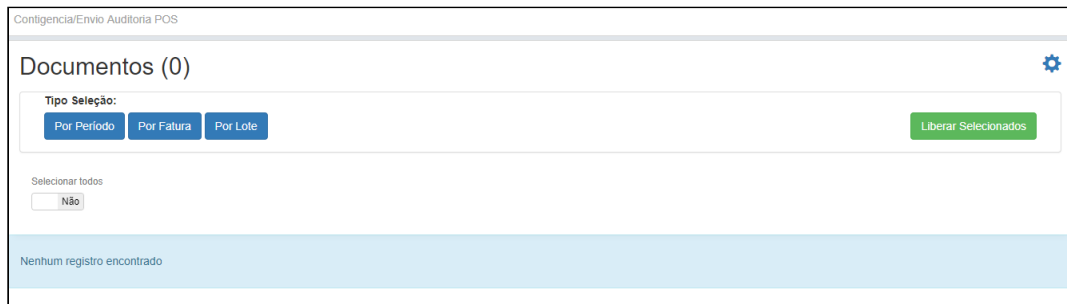 Contigencia/Envio Auditoria POS
Documentos (0)
Tipo Seleção:
Por Período Por Fatura Por Lote Liberar Selecionados
Selecionar todos
Não
Nenhum registro encontrado